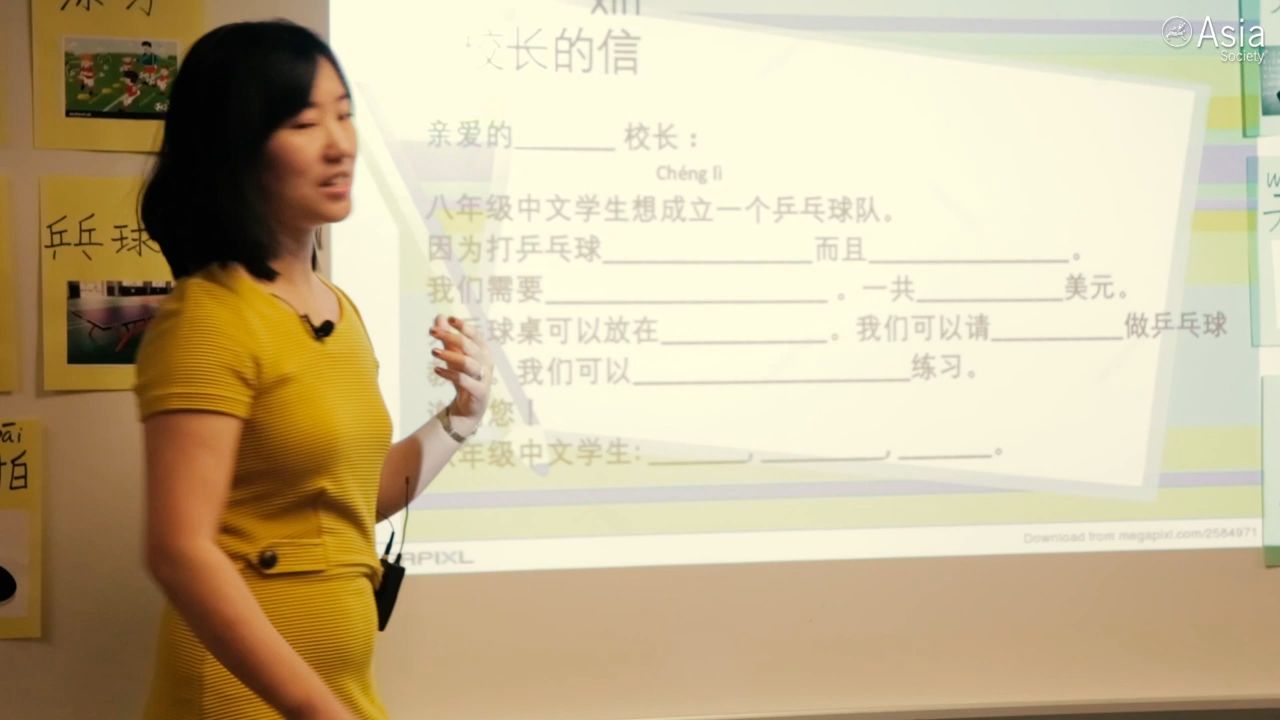 Asia
Society
xìn
校长的信
亲爱的______ 校长：
Chéng lì
八年级中文学生想成立一个乒乓球队。
因为打乒乓球______________而且______________。
我们需要____________________。一共__________美元。
乓球桌可以放在____________。我们可以请__________做乒乓球
我们可以____________________练习。
您！
年级中文学生: _______, _________, _______。
Download from megapixl.com/2584971
APIXL
乒乓球
āi
拍